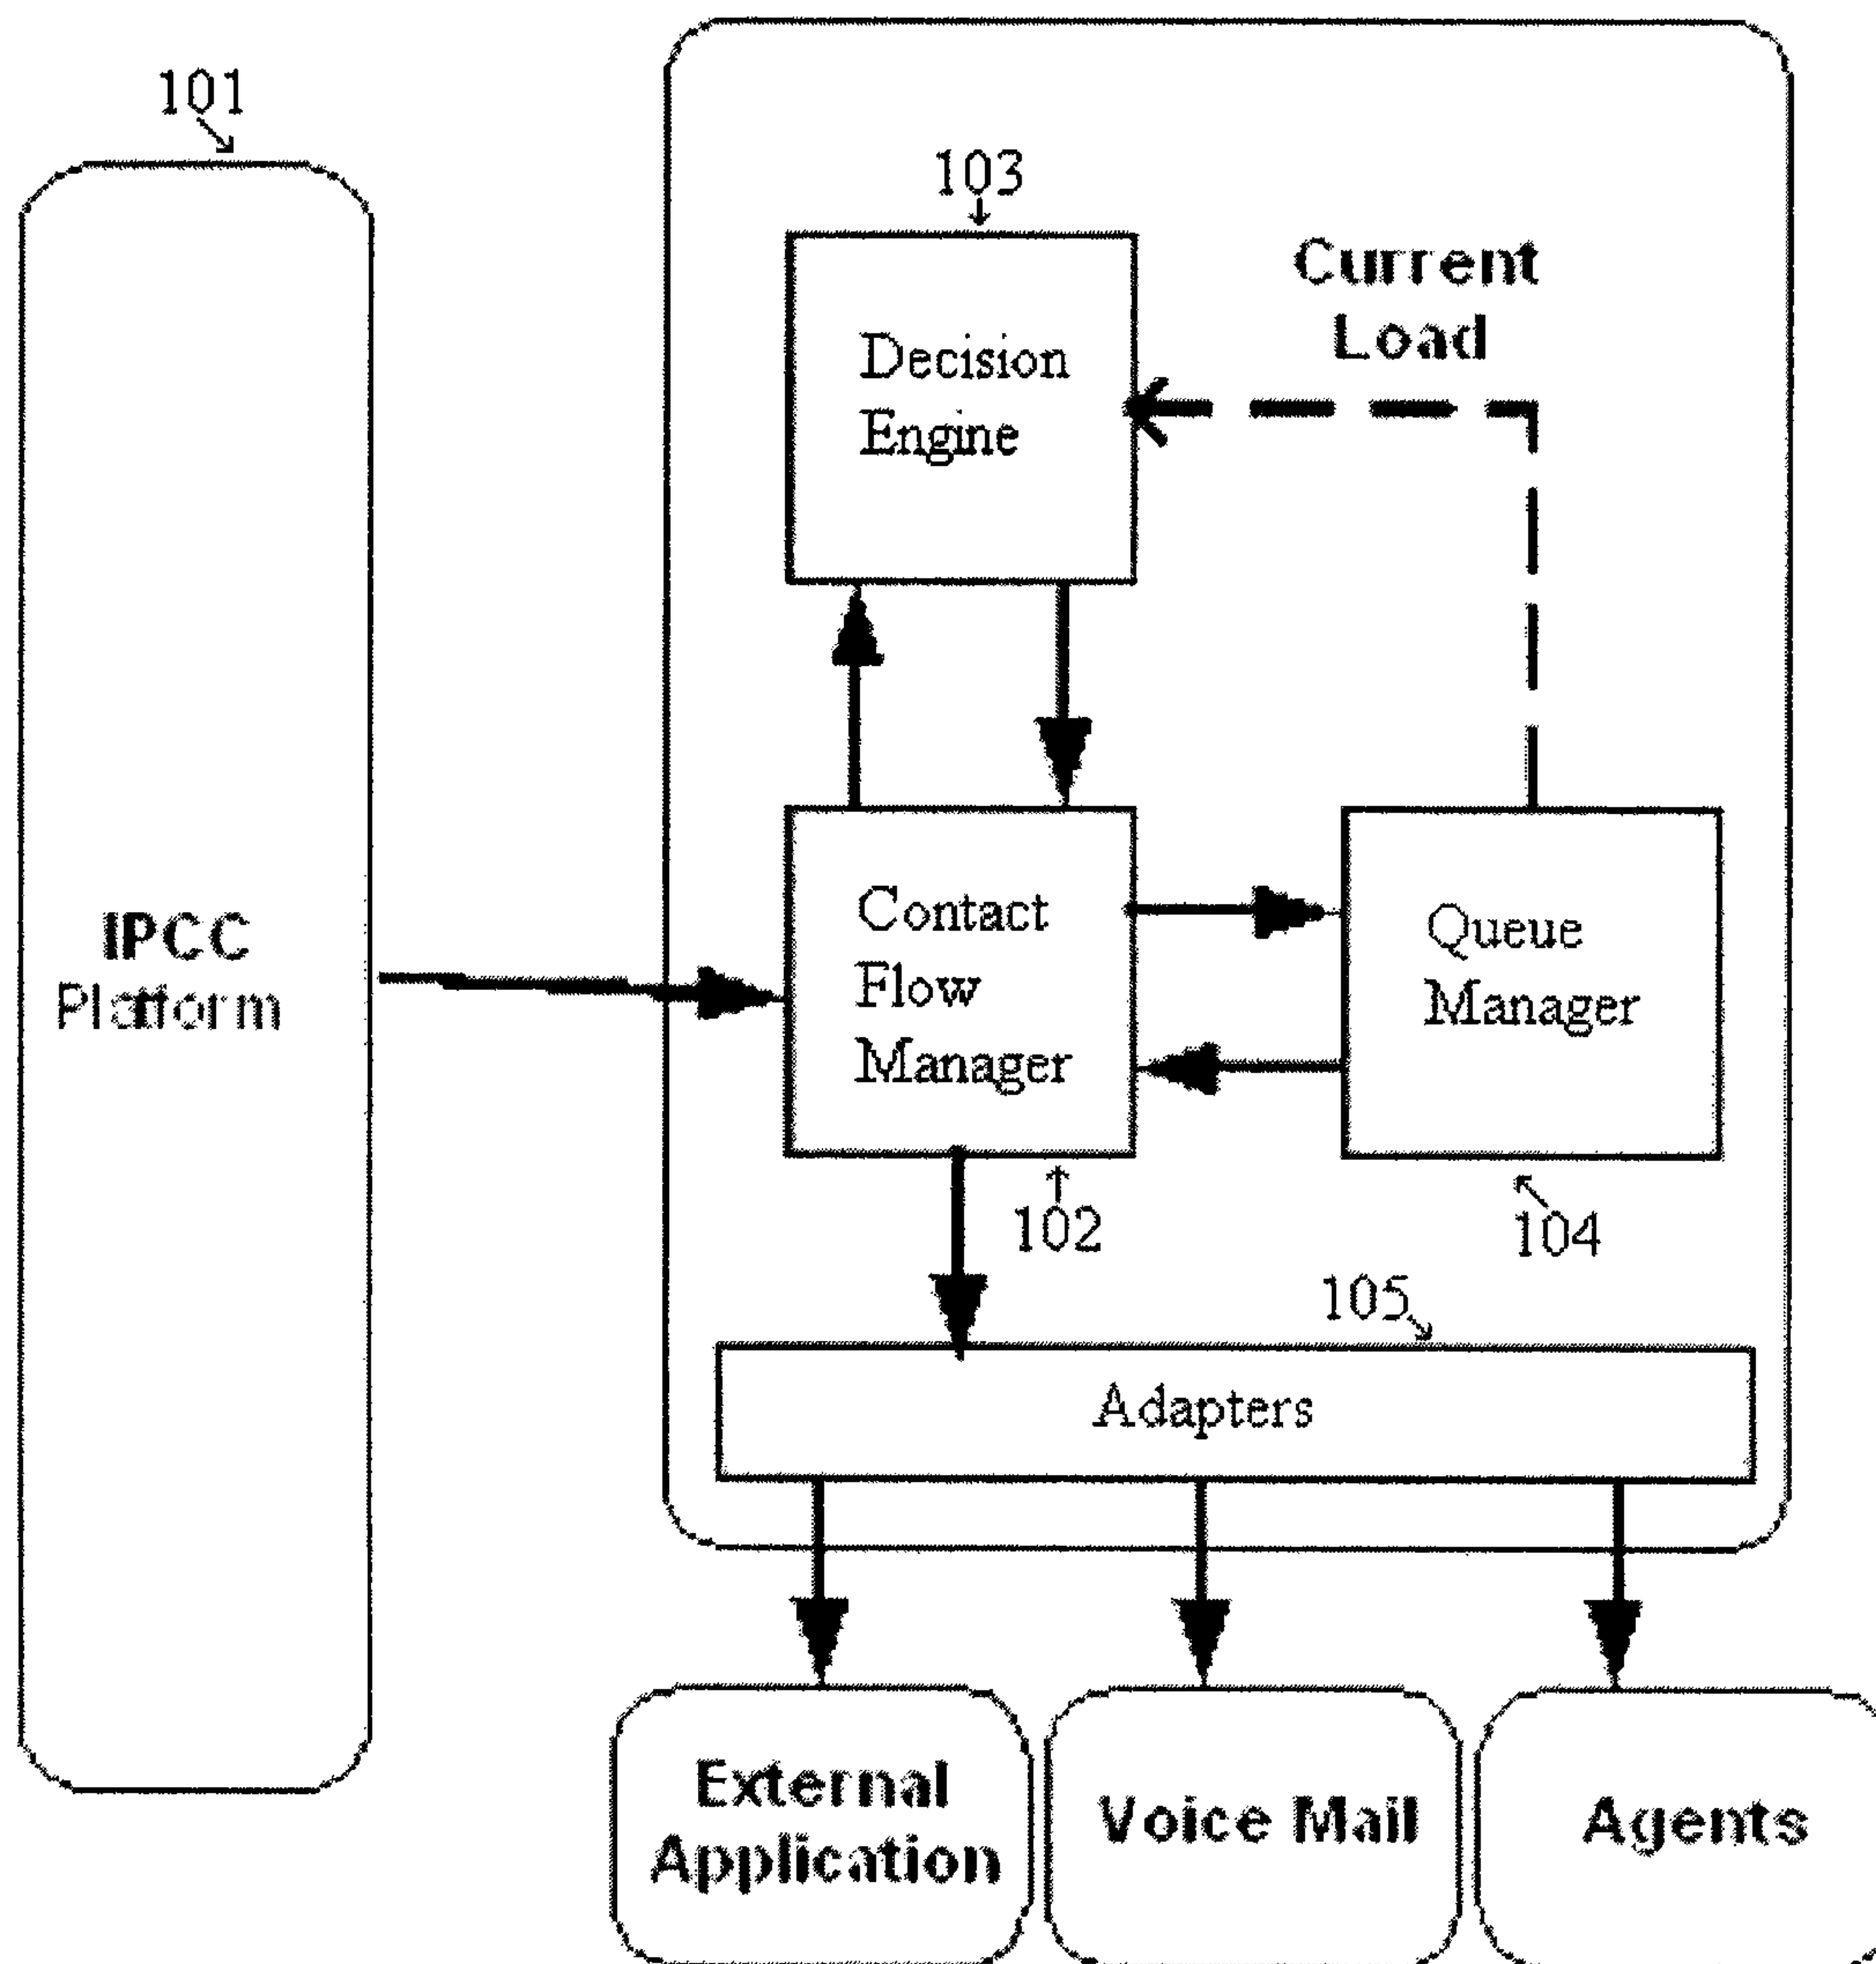 101
103
Current
Load
Decision
Engine
IPCC
Platform
Contact
Flow
Manager
Queue
Manager
102
104
105
Adapters
External
Application
Voice Mail
Agents